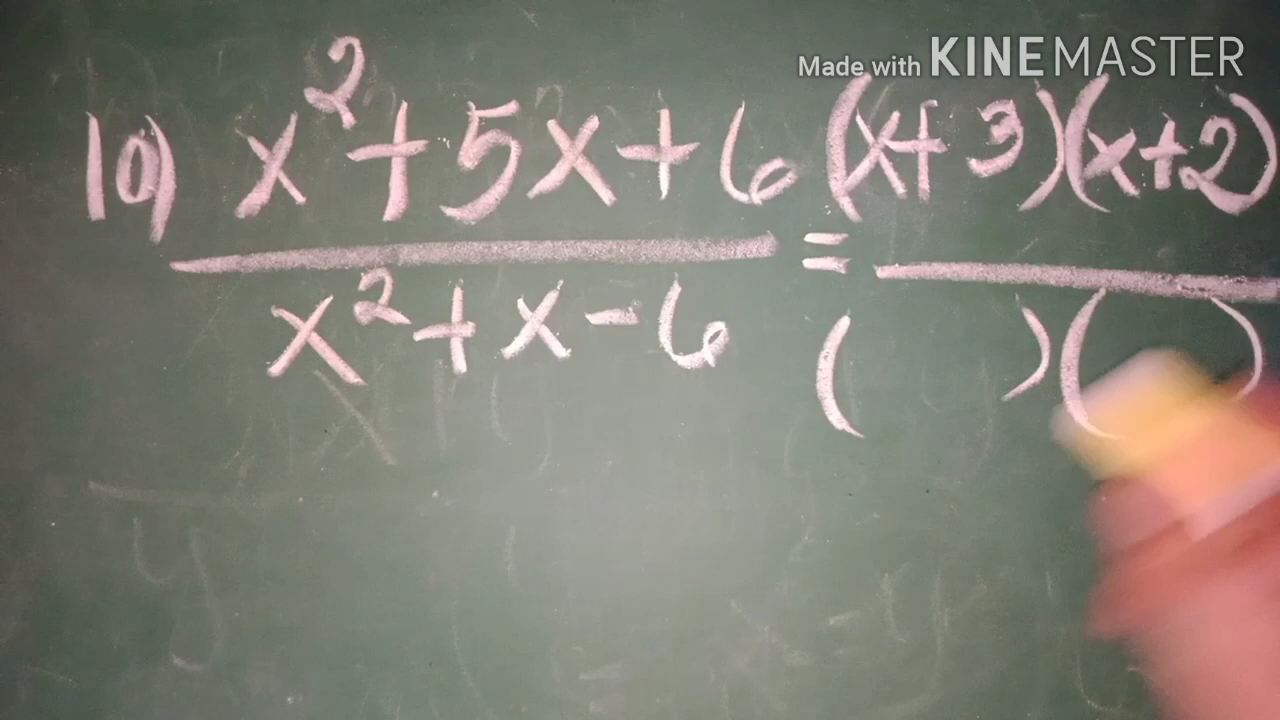 Made with KINEMASTER
10) x²+5x+6 = (x+3)(x+2)
x²+x-6 ( )( )